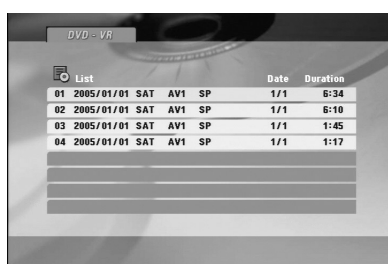 DVD - VR
List Date Duration
01 2005/01/01 SAT AV1 SP 1/1 6:34
02 2005/01/01 SAT AV1 SP 1/1 6:10
03 2005/01/01 SAT AV1 SP 1/1 1:45
04 2005/01/01 SAT AV1 SP 1/1 1:17